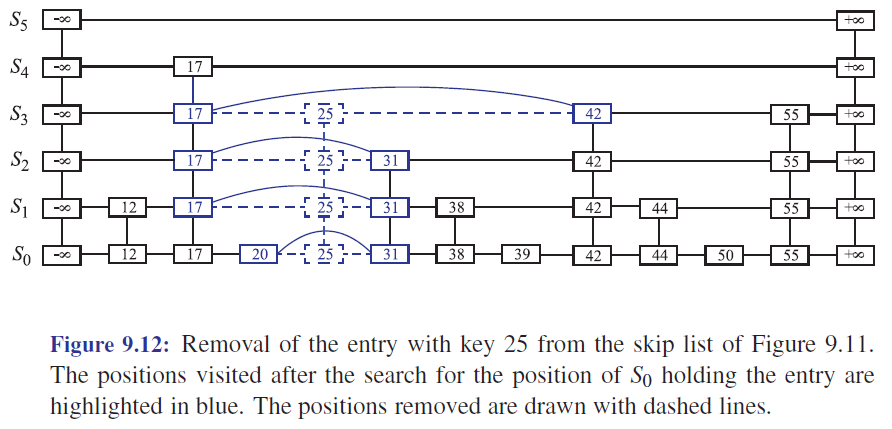 S5 -∞ +∞
S4 -∞ 17 +∞
S3 -∞ 17 25 42 55 +∞
S2 -∞ 17 25 31 42 55 +∞
S1 -∞ 12 17 25 31 38 42 44 55 +∞
S0 -∞ 12 17 20 25 31 38 39 42 44 50 55 +∞
Figure 9.12: Removal of the entry with key 25 from the skip list of Figure 9.11.
The positions visited after the search for the position of S0 holding the entry are
highlighted in blue. The positions removed are drawn with dashed lines.